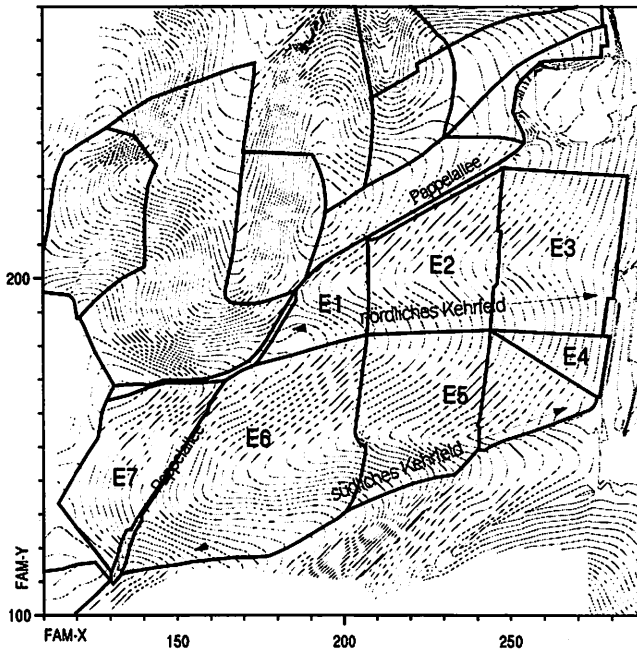 Pappelallee
E2
E3
200
E1
nördliches Kehrfeld
E4
E5
E6
Pappelallee
E7
südliches Kehrfeld
FAM-Y
100
FAM-X
150
200
250